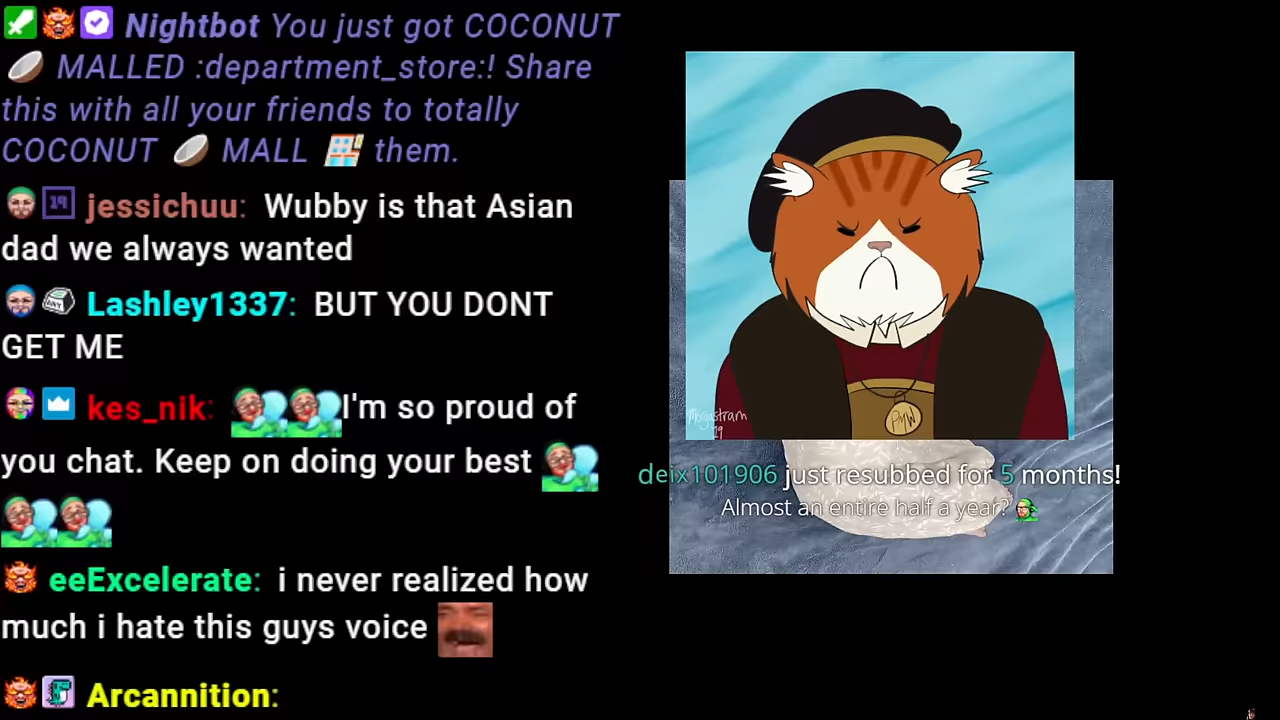 Nightbot You just got COCONUT
🥥 MALLED :department_store:! Share
this with all your friends to totally
COCONUT 🥥 MALL 🏬 them.
19 jessichuu: Wubby is that Asian
dad we always wanted
ANY Lashley1337: BUT YOU DONT
GET ME
kes_nik: I'm so proud of
you chat. Keep on doing your best
eeExcelerate: i never realized how
much i hate this guys voice
Arcannition:
PMW
19
deix101906 just resubbed for 5 months!
Almost an entire half a year?